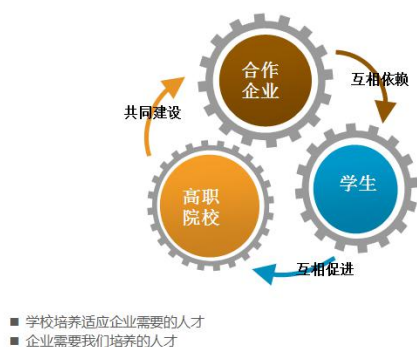 合作
企业
互相依赖
共同建设
高职
院校
学生
互相促进
■ 学校培养适应企业需要的人才
■ 企业需要我们培养的人才